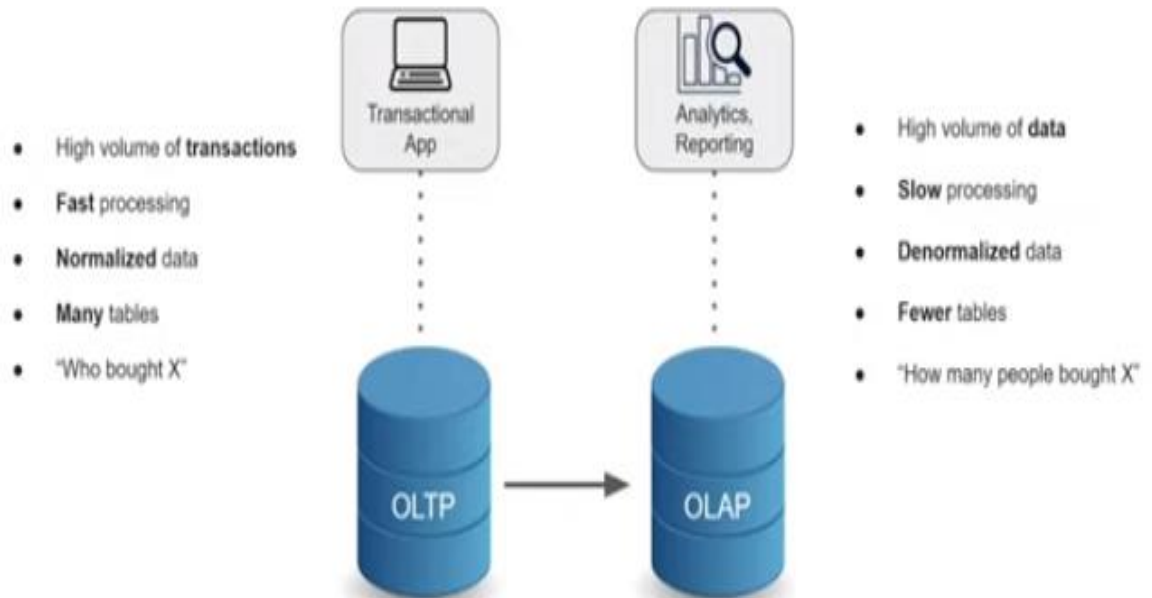 Transactional
App
Analytics,
Reporting
• High volume of transactions
• Fast processing
• Normalized data
• Many tables
• “Who bought X”
• High volume of data
• Slow processing
• Denormalized data
• Fewer tables
• “How many people bought X”
OLTP
OLAP